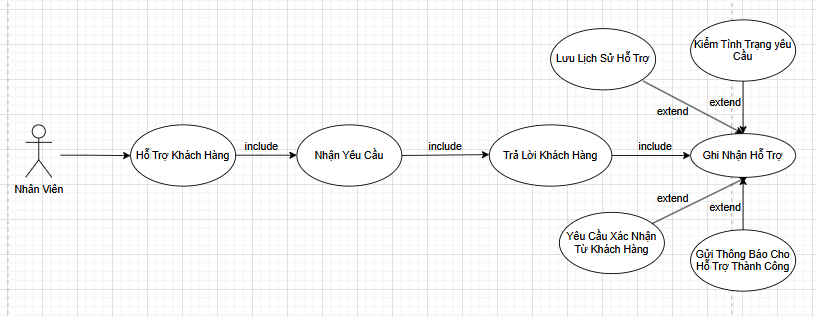 Lưu Lịch Sử Hỗ Trợ
Kiểm Tình Trạng yêu
Cầu
extend
extend
Nhân Viên
Hỗ Trợ Khách Hàng
include
Nhận Yêu Cầu
include
Trả Lời Khách Hàng
include
Ghi Nhận Hỗ Trợ
extend
extend
Yêu Cầu Xác Nhận
Từ Khách Hàng
Gửi Thông Báo Cho
Hỗ Trợ Thành Công